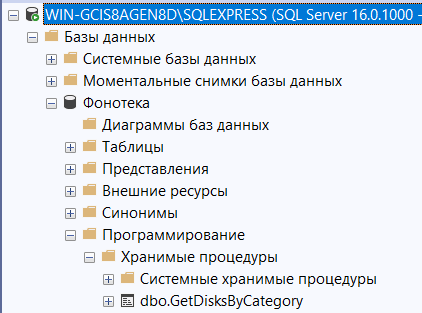 WIN-GCIS8AGEN8D\SQLEXPRESS (SQL Server 16.0.1000 -
Базы данных
Системные базы данных
Моментальные снимки базы данных
Фонотека
Диаграммы баз данных
Таблицы
Представления
Внешние ресурсы
Синонимы
Программирование
Хранимые процедуры
Системные хранимые процедуры
dbo.GetDisksByCategory